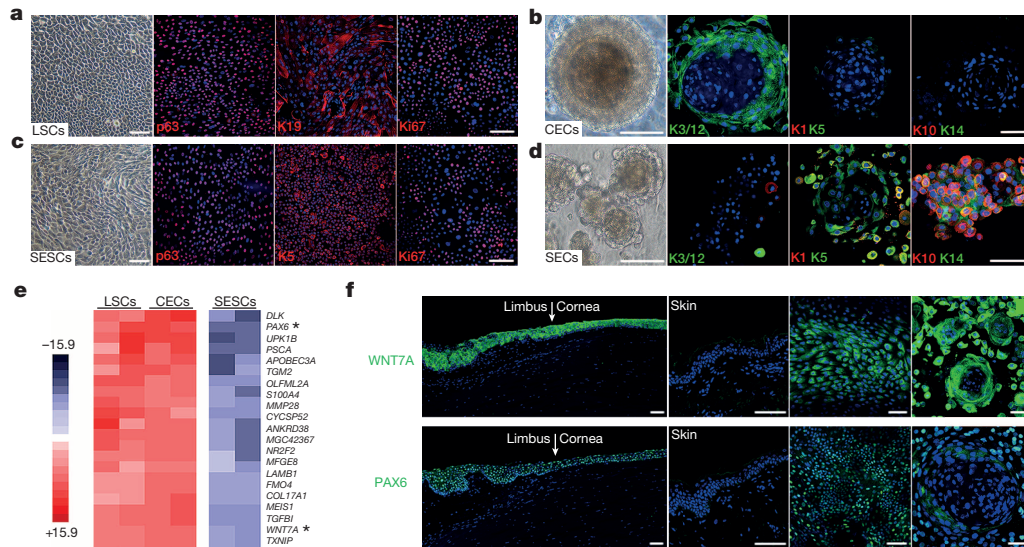 a
LSCs
p63
K19
Ki67
b
CECs
K3/12
K1 K5
K10 K14
c
SESCs
p63
K5
Ki67
d
SECs
K3/12
K1 K5
K10 K14
e
LSCs CECs SESCs
−15.9
+15.9
DLK
PAX6 *
UPK1B
PSCA
APOBEC3A
TGM2
OLFML2A
S100A4
MMP28
CYCSP52
ANKRD38
MGC42367
NR2F2
MFGE8
LAMB1
FMO4
COL17A1
MEIS1
TGFBI
WNT7A *
TXNIP
f
WNT7A
Limbus Cornea
Skin
PAX6
Limbus Cornea
Skin